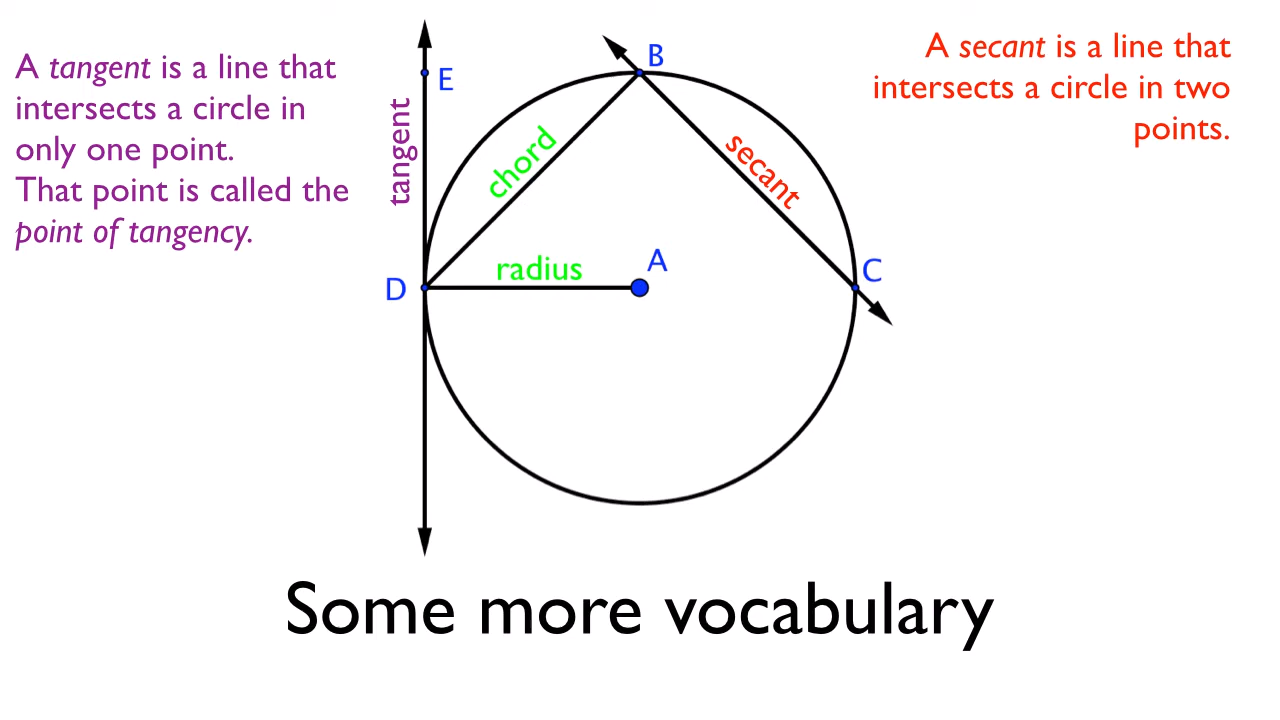 A tangent is a line that
intersects a circle in
only one point.
That point is called the
point of tangency.
A secant is a line that
intersects a circle in two
points.
B
E
tangent
chord
secant
radius
A
C
D
Some more vocabulary